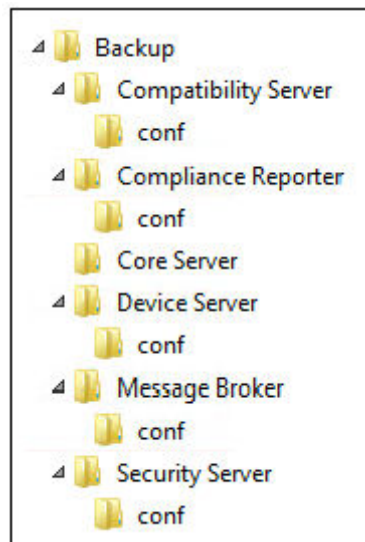 Backup
Compatibility Server
conf
Compliance Reporter
conf
Core Server
Device Server
conf
Message Broker
conf
Security Server
conf